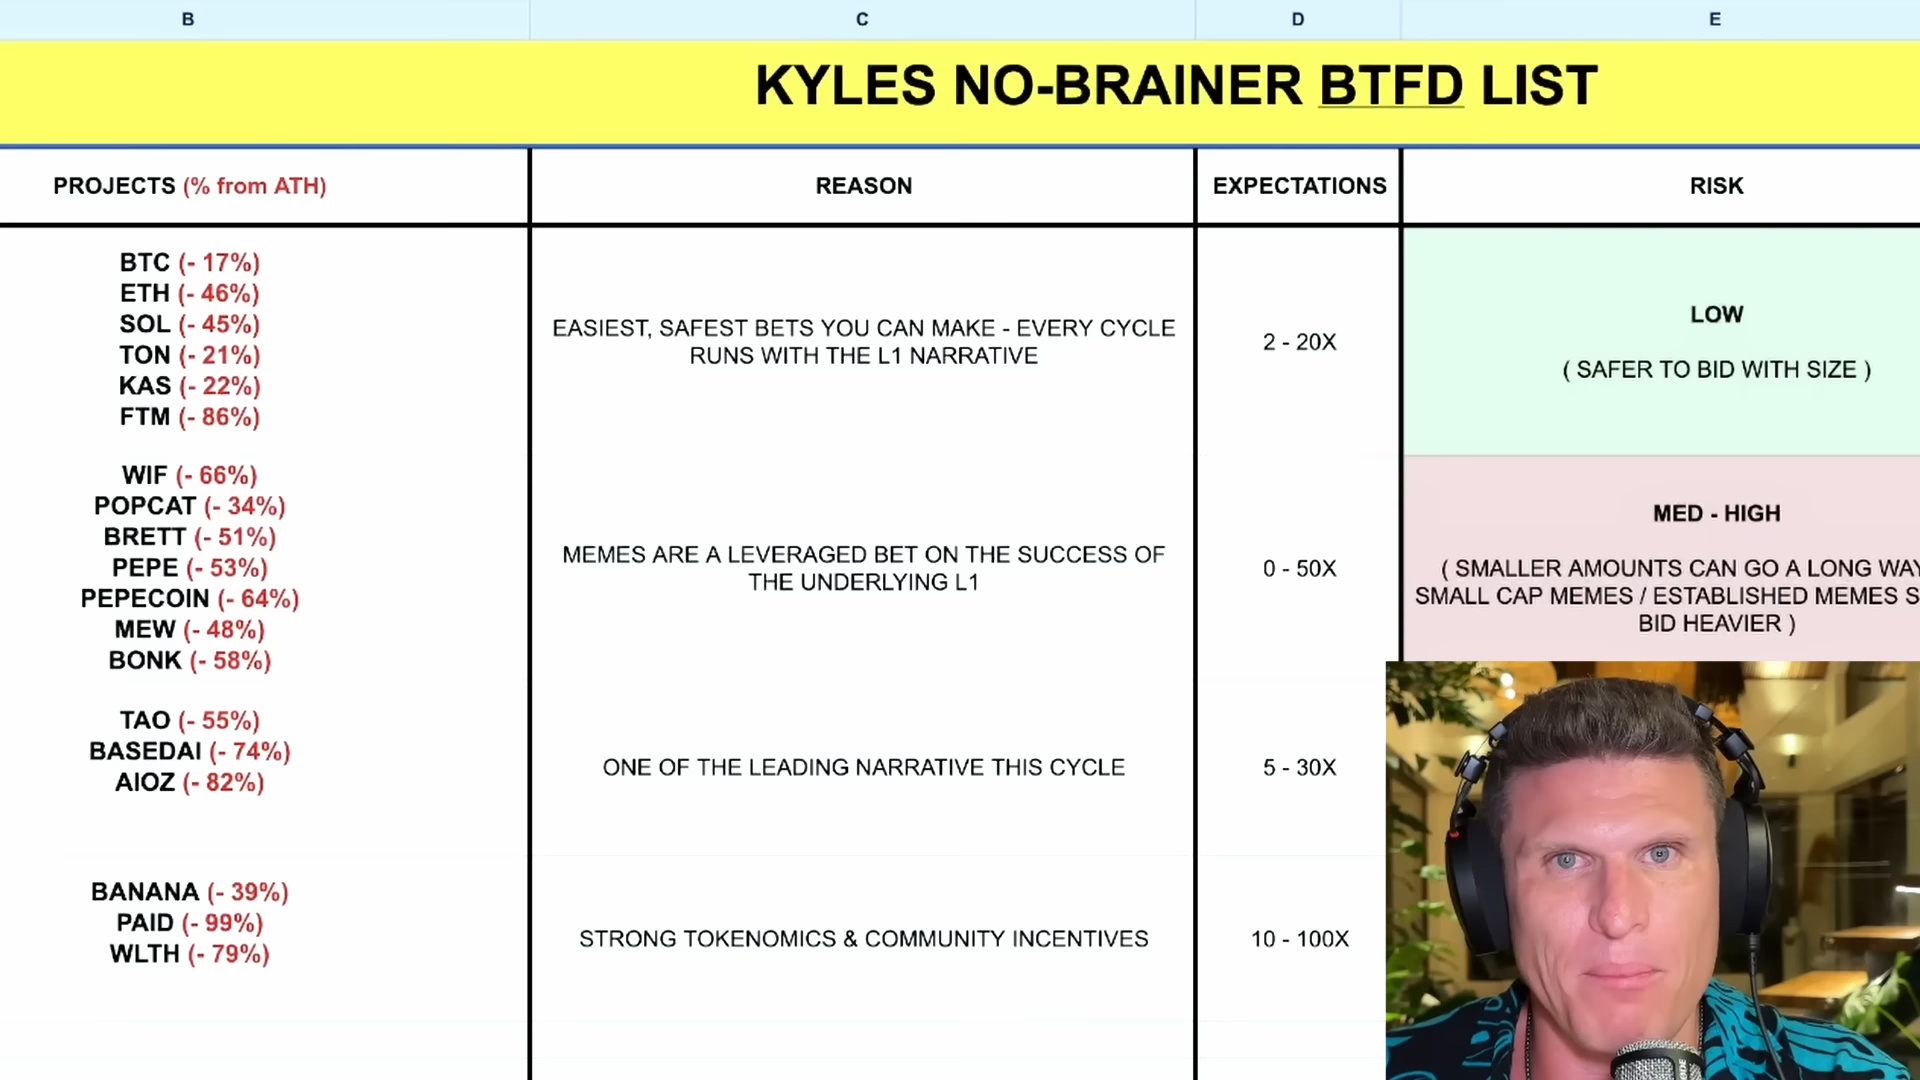 B C D E
KYLES NO-BRAINER BTFD LIST
PROJECTS (% from ATH) REASON EXPECTATIONS RISK
BTC (- 17%)
ETH (- 46%)
SOL (- 45%)
TON (- 21%)
KAS (- 22%)
FTM (- 86%)
EASIEST, SAFEST BETS YOU CAN MAKE - EVERY CYCLE
RUNS WITH THE L1 NARRATIVE
2 - 20X
LOW
( SAFER TO BID WITH SIZE )
WIF (- 66%)
POPCAT (- 34%)
BRETT (- 51%)
PEPE (- 53%)
PEPECOIN (- 64%)
MEW (- 48%)
BONK (- 58%)
MEMES ARE A LEVERAGED BET ON THE SUCCESS OF
THE UNDERLYING L1
0 - 50X
MED - HIGH
( SMALLER AMOUNTS CAN GO A LONG WAY
SMALL CAP MEMES / ESTABLISHED MEMES S
BID HEAVIER )
TAO (- 55%)
BASEDAI (- 74%)
AIOZ (- 82%)
ONE OF THE LEADING NARRATIVE THIS CYCLE
5 - 30X
BANANA (- 39%)
PAID (- 99%)
WLTH (- 79%)
STRONG TOKENOMICS & COMMUNITY INCENTIVES
10 - 100X